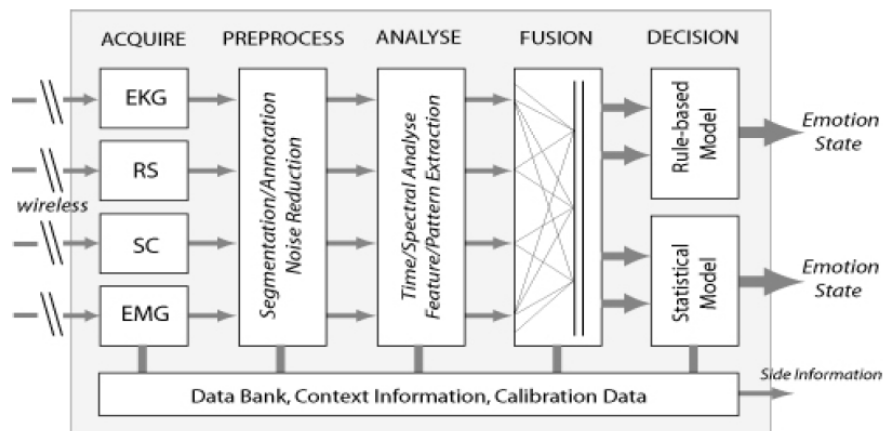 ACQUIRE PREPROCESS ANALYSE FUSION DECISION
EKG
RS
SC
EMG
wireless
Segmentation/Annotation
Noise Reduction
Time/Spectral Analyse
Feature/Pattern Extraction
Rule-based
Model
Statistical
Model
Emotion
State
Emotion
State
Data Bank, Context Information, Calibration Data
Side Information